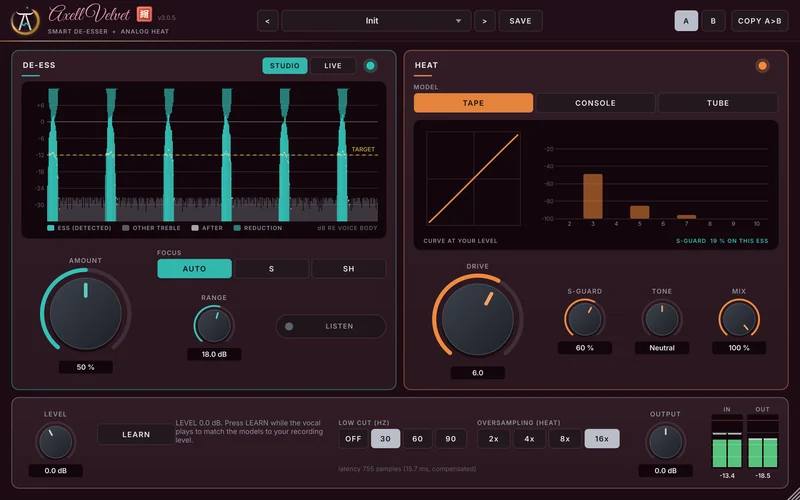 AxellVelvet v3.0.5
SMART DE-ESSER + ANALOG HEAT
< Init > SAVE
A B COPY A>B
DE-ESS
STUDIO LIVE
+6
0
-6
-12
-18
-24
-30
TARGET
ESS (DETECTED) OTHER TREBLE AFTER REDUCTION dB RE VOICE BODY
AMOUNT
50 %
FOCUS
AUTO S SH
RANGE
18.0 dB
LISTEN
HEAT
MODEL
TAPE CONSOLE TUBE
-20
-40
-60
-80
-100
2 3 4 5 6 7 8 9 10
CURVE AT YOUR LEVEL
S-GUARD 19 % ON THIS ESS
DRIVE
6.0
S-GUARD
60 %
TONE
Neutral
MIX
100 %
LEVEL
0.0 dB
LEARN
LEVEL 0.0 dB. Press LEARN while the vocal
plays to match the models to your recording
level.
LOW CUT (HZ)
OFF 30 60 90
OVERSAMPLING (HEAT)
2x 4x 8x 16x
latency 755 samples (15.7 ms, compensated)
OUTPUT
0.0 dB
IN OUT
-13.4 -18.5